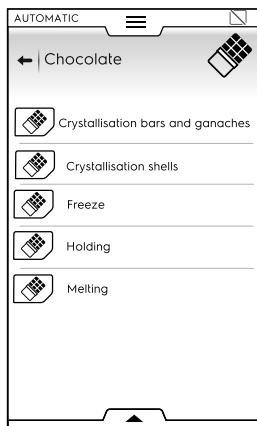 AUTOMATIC
Chocolate
Crystallisation bars and ganaches
Crystallisation shells
Freeze
Holding
Melting